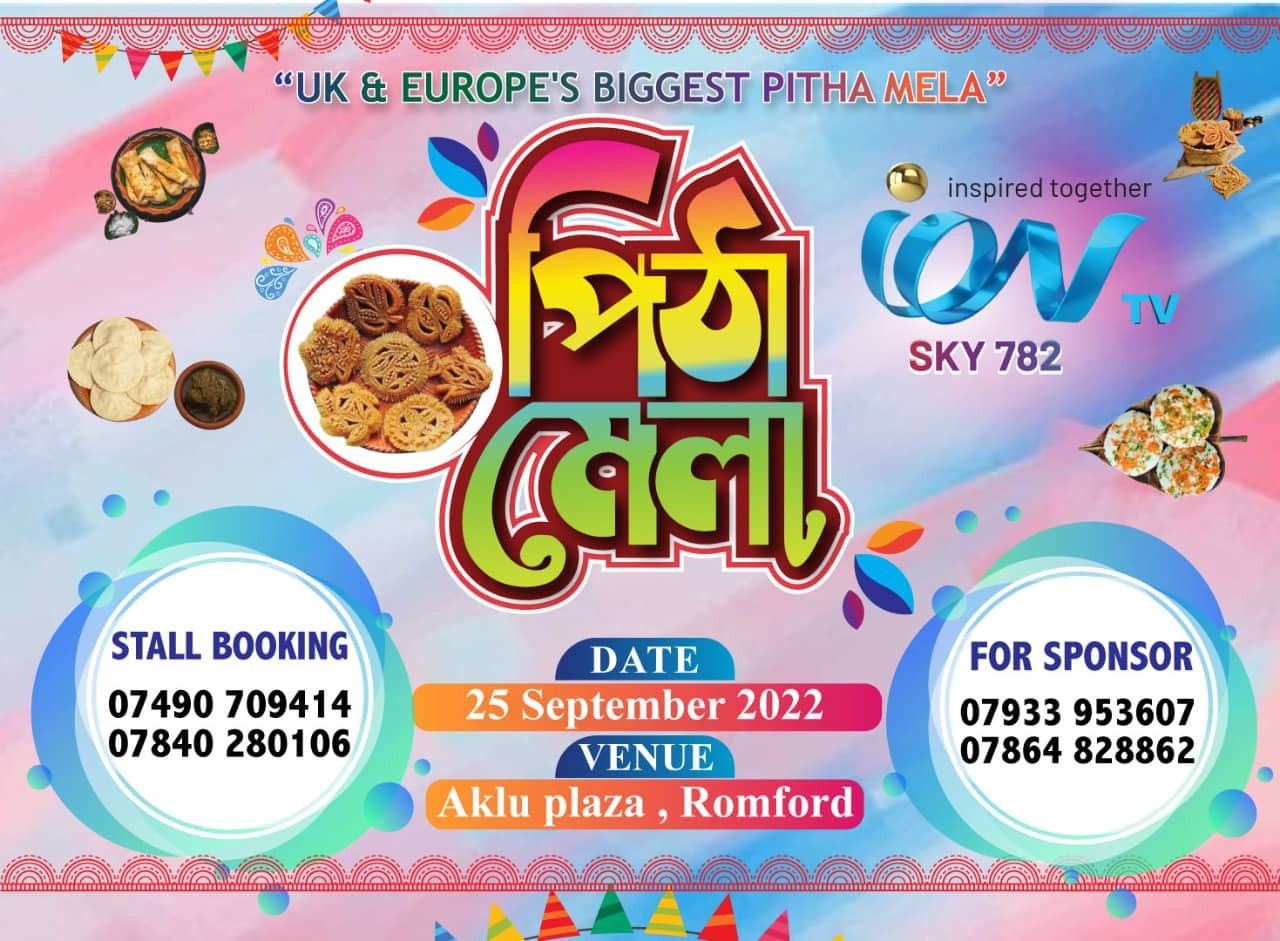 “UK & EUROPE'S BIGGEST PITHA MELA”
পিঠা
মেলা
inspired together
ION TV
SKY 782
STALL BOOKING
07490 709414
07840 280106
DATE
25 September 2022
VENUE
Aklu plaza , Romford
FOR SPONSOR
07933 953607
07864 828862